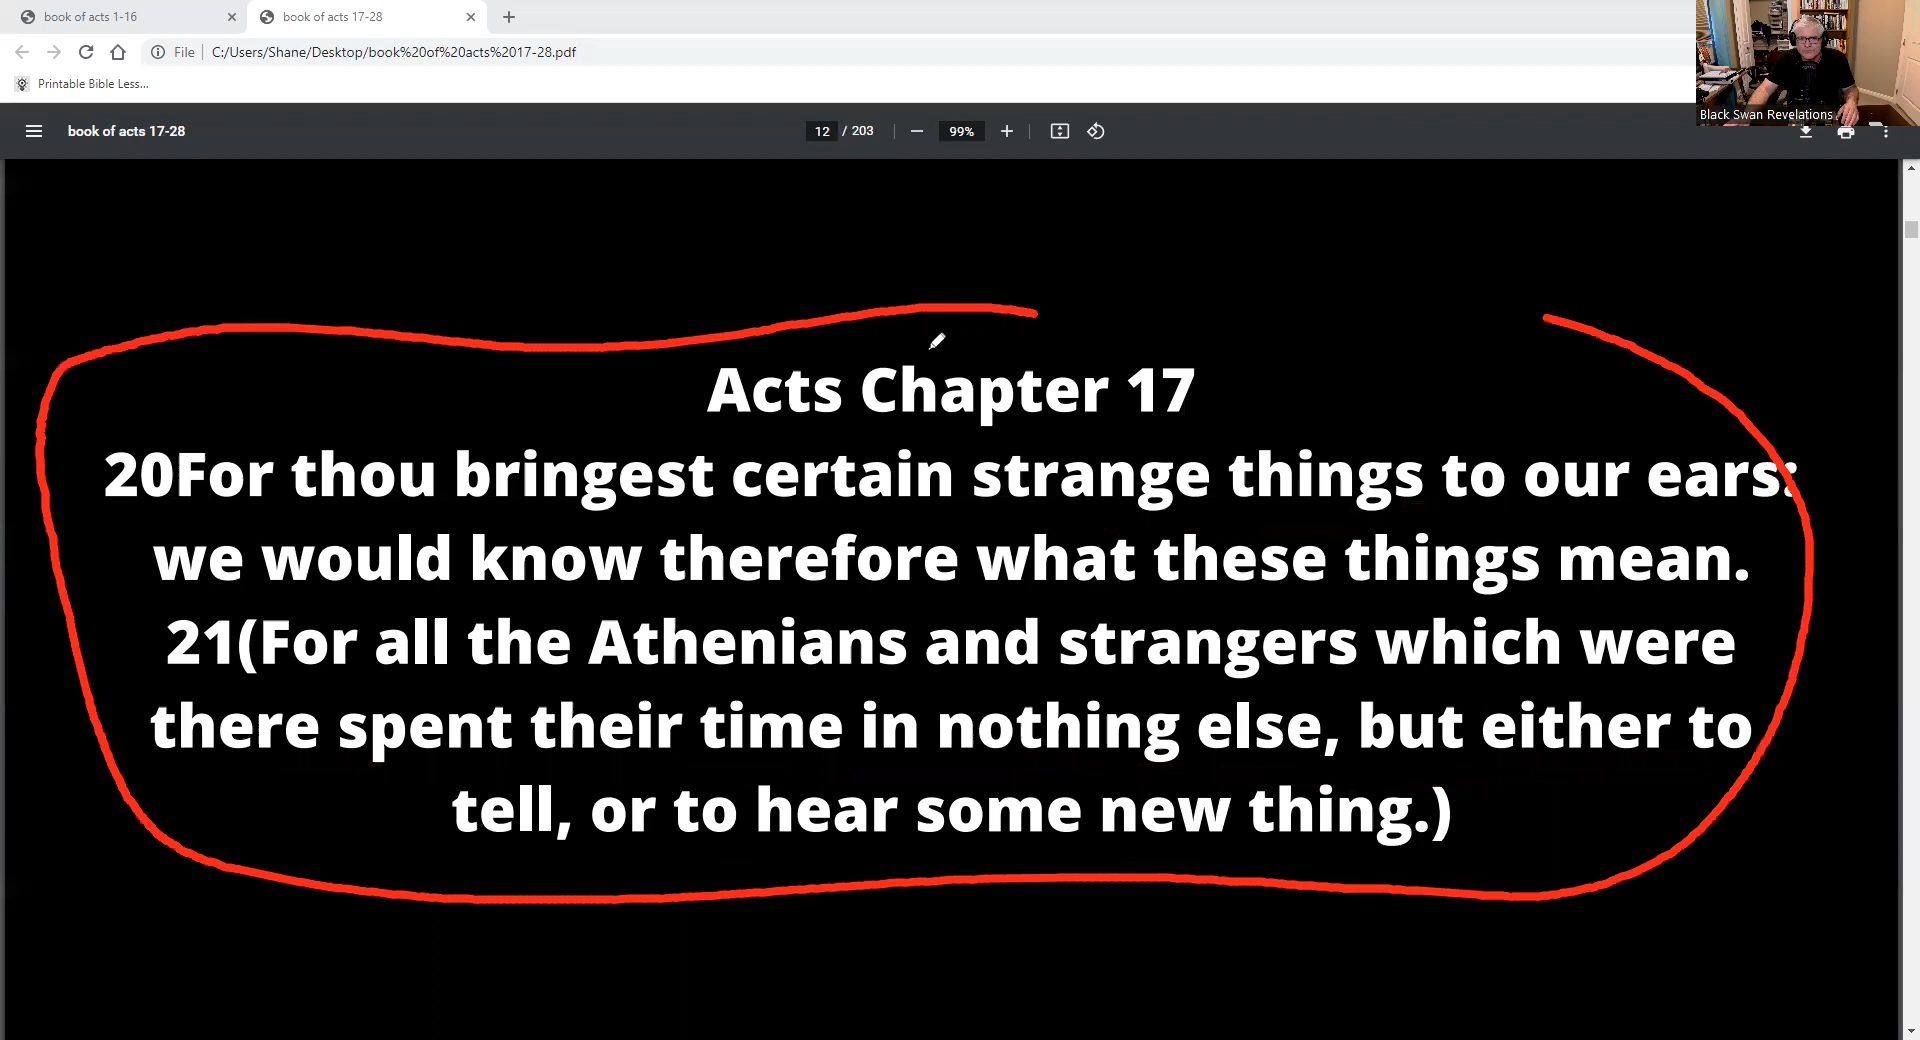 book of acts 1-16
book of acts 17-28
File
C:/Users/Shane/Desktop/book%20of%20acts%2017-28.pdf
Printable Bible Less...
Black Swan Revelations
book of acts 17-28
12 / 203
99%
Acts Chapter 17
20For thou bringest certain strange things to our ears:
we would know therefore what these things mean.
21(For all the Athenians and strangers which were
there spent their time in nothing else, but either to
tell, or to hear some new thing.)